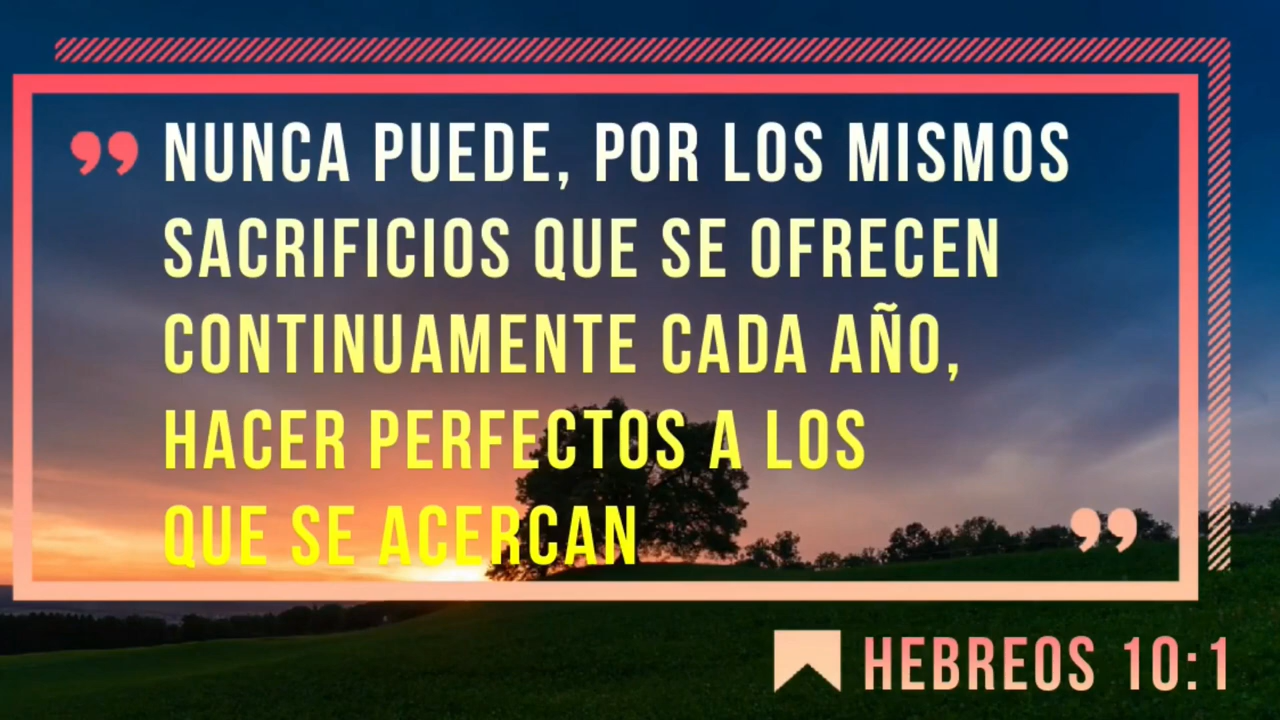 ” NUNCA PUEDE, POR LOS MISMOS
SACRIFICIOS QUE SE OFRECEN
CONTINUAMENTE CADA AÑO,
HACER PERFECTOS A LOS
QUE SE ACERCAN ”
HEBREOS 10:1